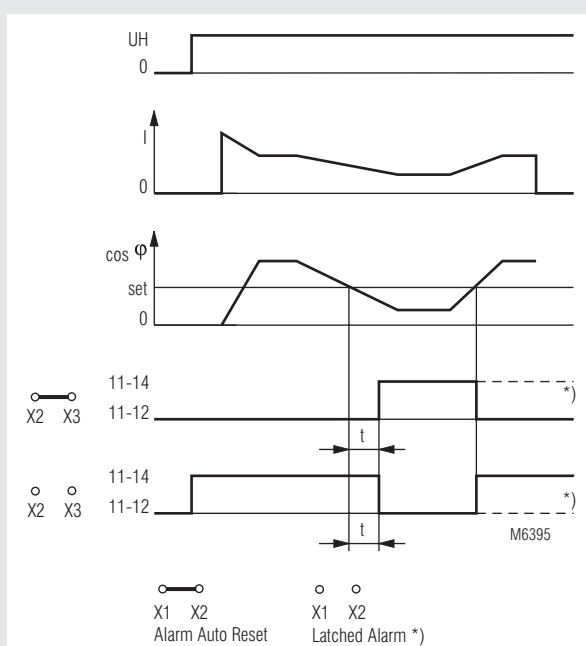 UH
0
I
0
cos φ
set
0
11-14
11-12
*)
X2 X3
t
11-14
11-12
*)
X2 X3
t
M6395
X1 X2
X1 X2
Alarm Auto Reset
Latched Alarm *)